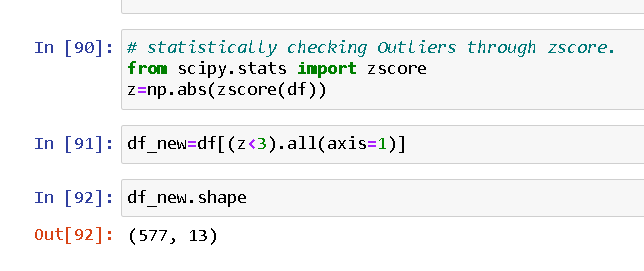 In [90]: # statistically checking Outliers through zscore.
from scipy.stats import zscore
z=np.abs(zscore(df))
In [91]: df_new=df[(z<3).all(axis=1)]
In [92]: df_new.shape
Out[92]: (577, 13)